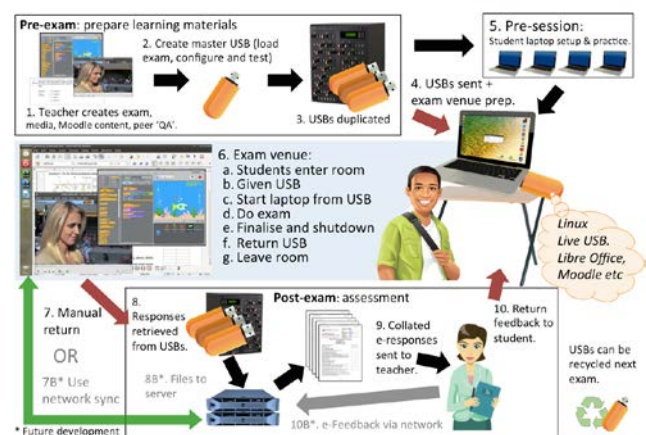 Pre-exam: prepare learning materials
2. Create master USB (load
exam, configure and test)
1. Teacher creates exam,
media, Moodle content, peer 'QA'.
3. USBs duplicated
5. Pre-session:
Student laptop setup & practice.
4. USBs sent +
exam venue prep.
6. Exam venue:
a. Students enter room
b. Given USB
c. Start laptop from USB
d. Do exam
e. Finalise and shutdown
f. Return USB
g. Leave room
Linux
Live USB.
Libre Office,
Moodle etc
7. Manual
return
OR
7B* Use
network sync
* Future development
Post-exam: assessment
8.
Responses
retrieved
from USBs.
8B*. Files to
server
9. Collated
e-responses
sent to
teacher.
10B*. e-Feedback via network
10. Return
feedback to
student.
USBs can be
recycled next
exam.